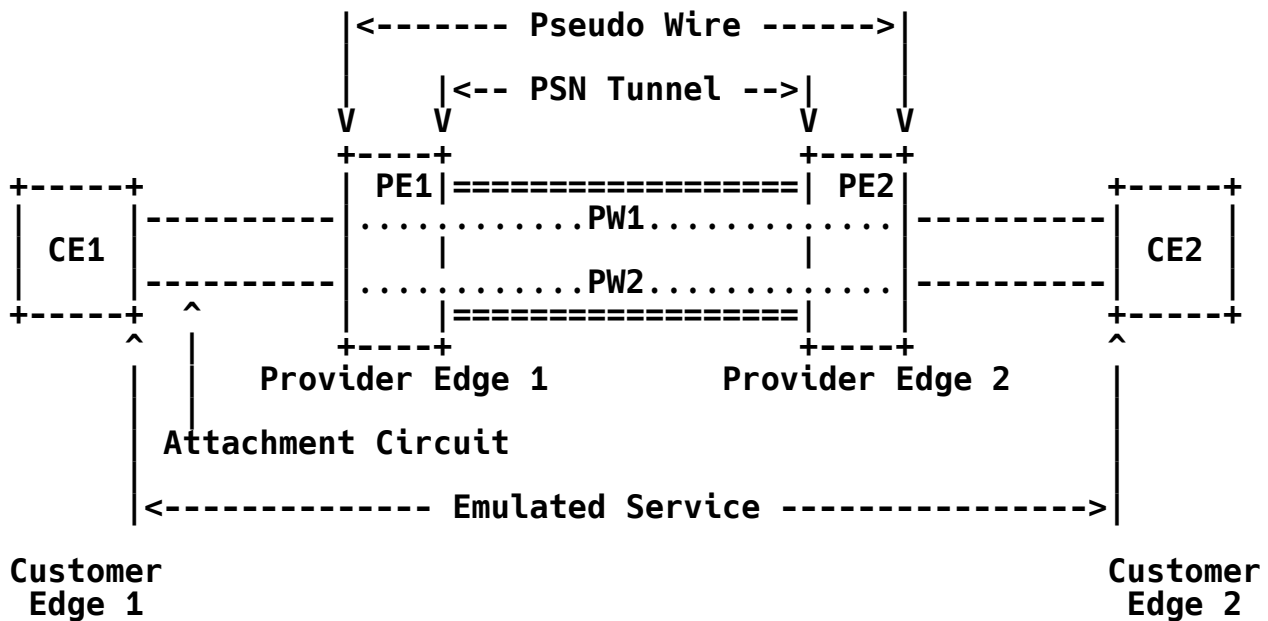 |<------- Pseudo Wire ------>|
|<-- PSN Tunnel -->|
V V V V
+----+ +----+
+-----+ | PE1|==================| PE2| +-----+
| |----------|............PW1.............|----------| |
| CE1 | | | | | | CE2 |
| |----------|............PW2.............|----------| |
+-----+ ^ | |==================| | +-----+
^ | +----+ +----+ ^
| | Provider Edge 1 Provider Edge 2 |
| | |
| Attachment Circuit |
| |
|<-------------- Emulated Service ---------------->|
Customer Customer
Edge 1 Edge 2